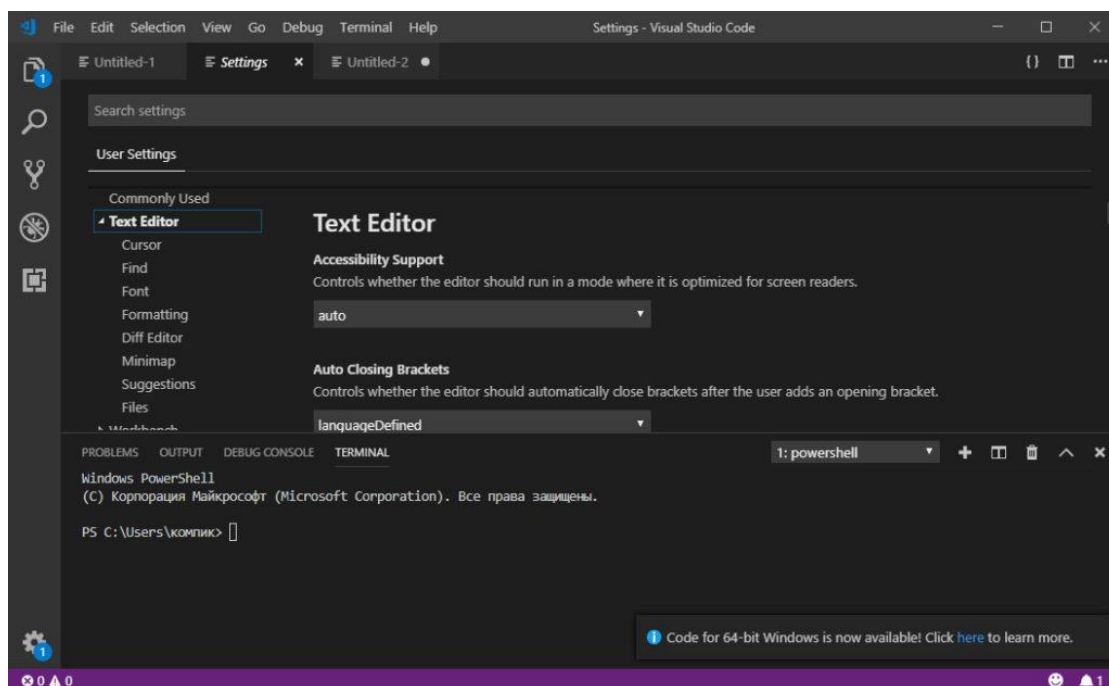 File Edit Selection View Go Debug Terminal Help Settings - Visual Studio Code
Untitled-1 Settings Untitled-2
1
Search settings
User Settings
Commonly Used
Text Editor
Cursor
Find
Font
Formatting
Diff Editor
Minimap
Suggestions
Files
Workbench
Text Editor
Accessibility Support
Controls whether the editor should run in a mode where it is optimized for screen readers.
auto
Auto Closing Brackets
Controls whether the editor should automatically close brackets after the user adds an opening bracket.
languageDefined
PROBLEMS OUTPUT DEBUG CONSOLE TERMINAL 1: powershell
Windows PowerShell
(C) Корпорация Майкрософт (Microsoft Corporation). Все права защищены.
PS C:\Users\компик>
Code for 64-bit Windows is now available! Click here to learn more.
1
0 0 1